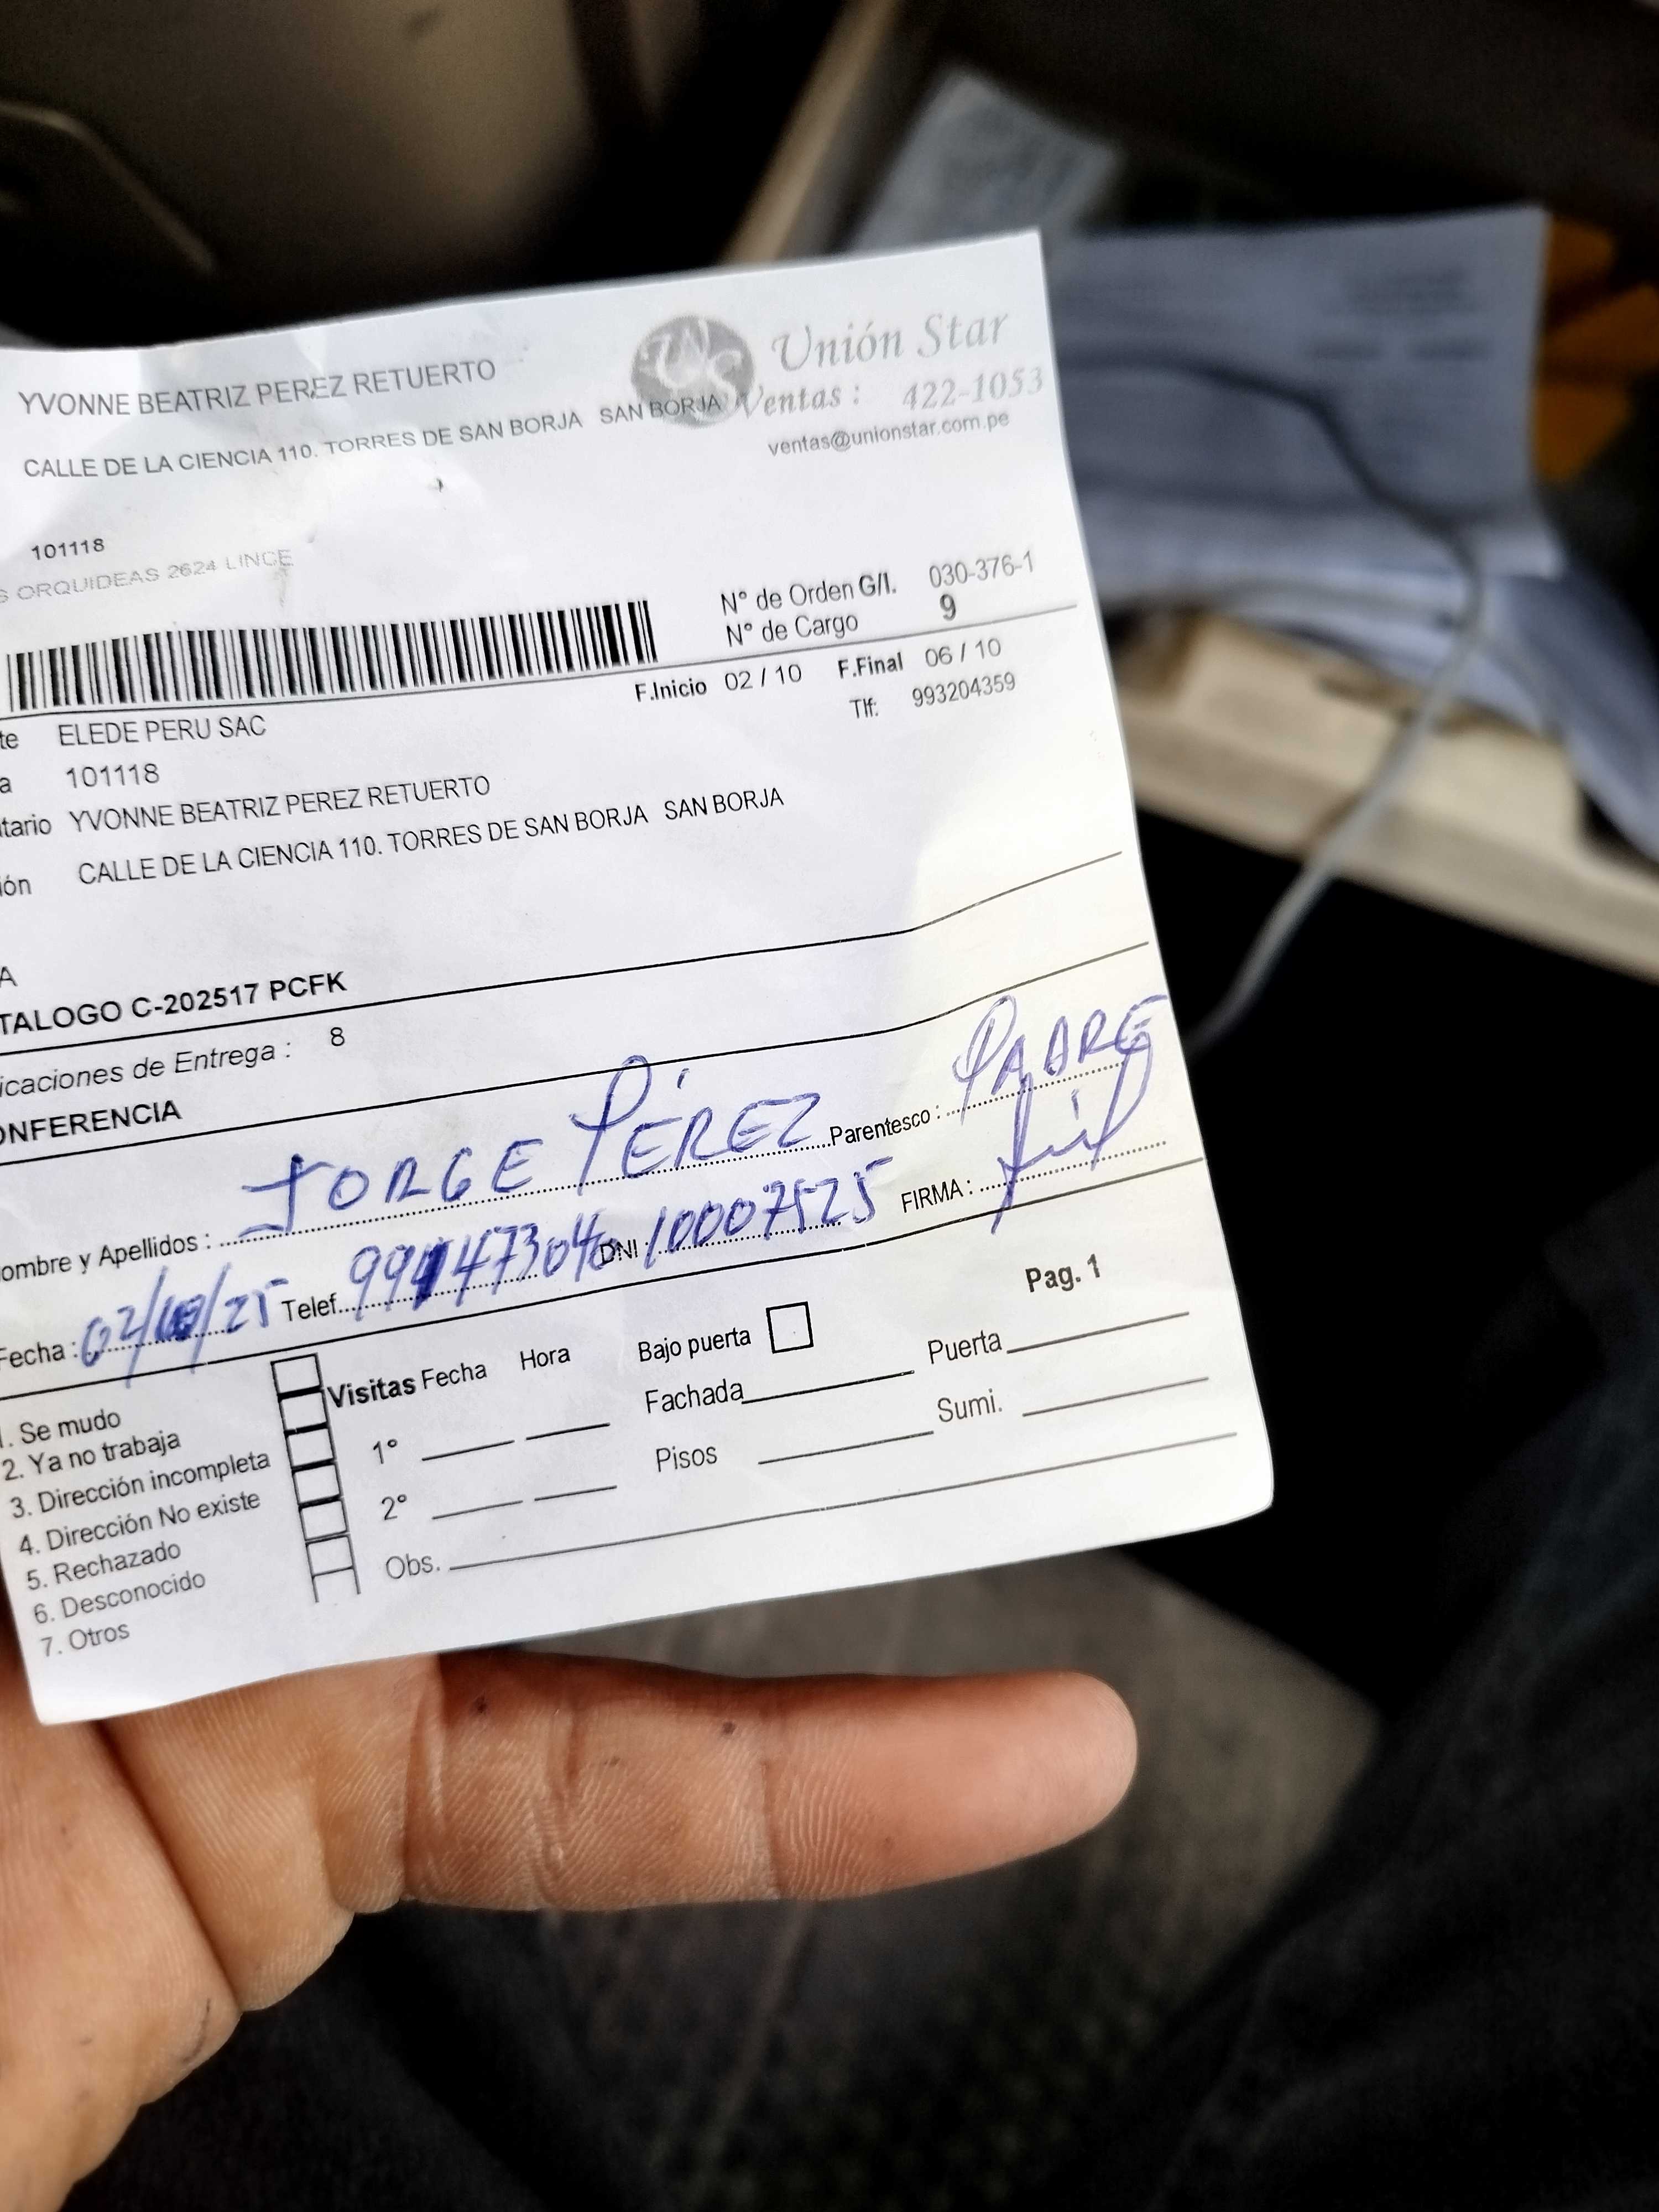 YVONNE BEATRIZ PEREZ RETUERTO
Unión Star
Ventas : 422-1053
CALLE DE LA CIENCIA 110. TORRES DE SAN BORJA SAN BORJA
ventas@unionstar.com.pe
101118
S ORQUIDEAS 2624 LINCE
N° de Orden G/I. 030-376-1
N° de Cargo 9
F.Inicio 02 / 10 F.Final 06 / 10
te ELEDE PERU SAC Tlf: 993204359
a 101118
tario YVONNE BEATRIZ PEREZ RETUERTO
ión CALLE DE LA CIENCIA 110. TORRES DE SAN BORJA SAN BORJA
A
TALOGO C-202517 PCFK
icaciones de Entrega : 8
ONFERENCIA
ombre y Apellidos : JORGE PÉREZ Parentesco : PADRE
Fecha : 02/10/25 Telef. DNI : 10007525 FIRMA :
Pag. 1
1. Se mudo
2. Ya no trabaja
3. Dirección incompleta
4. Dirección No existe
5. Rechazado
6. Desconocido
7. Otros
Visitas Fecha Hora Bajo puerta
1° Fachada Puerta
2° Pisos Sumi.
Obs.